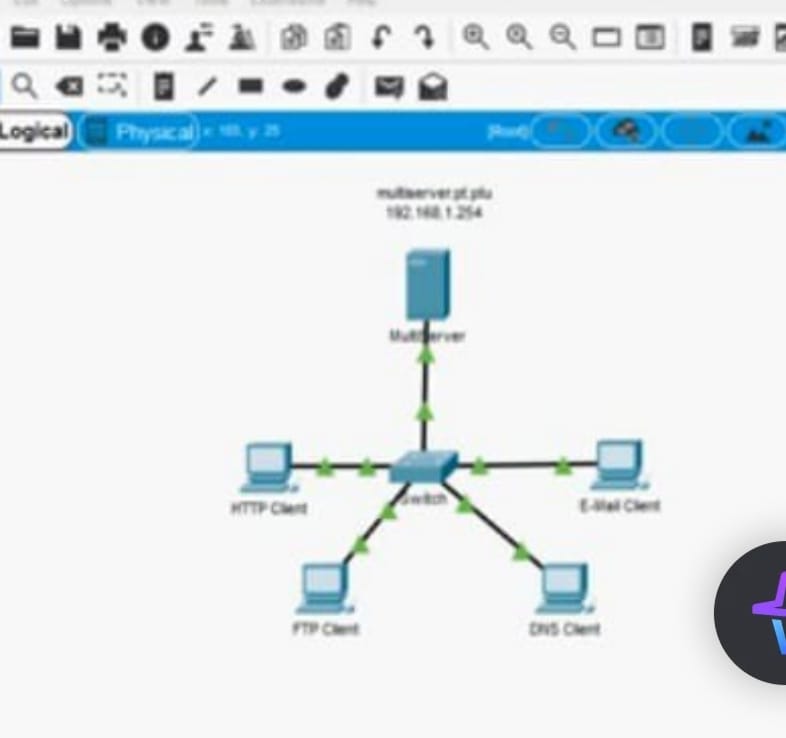 Logical
Physical x: 165, y: 25
[Root]
multiserver.pt.ptu
192.168.1.254
MultiServer
Switch
HTTP Client
E-Mail Client
FTP Client
DNS Client